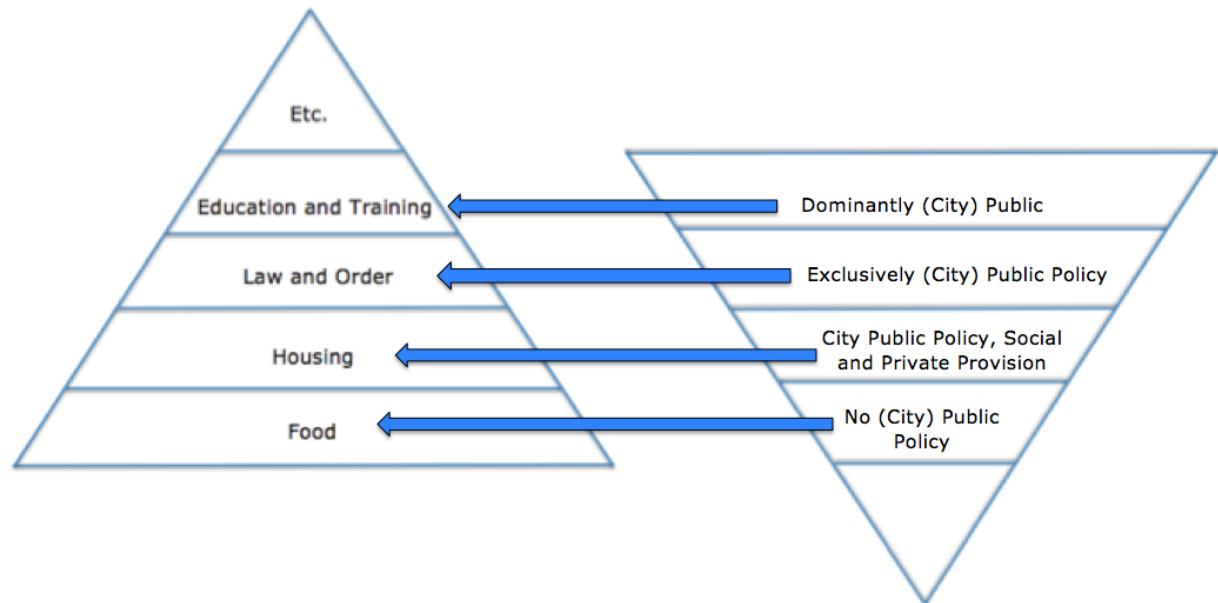 Etc.
Education and Training
Dominantly (City) Public
Law and Order
Exclusively (City) Public Policy
Housing
City Public Policy, Social
and Private Provision
Food
No (City) Public
Policy